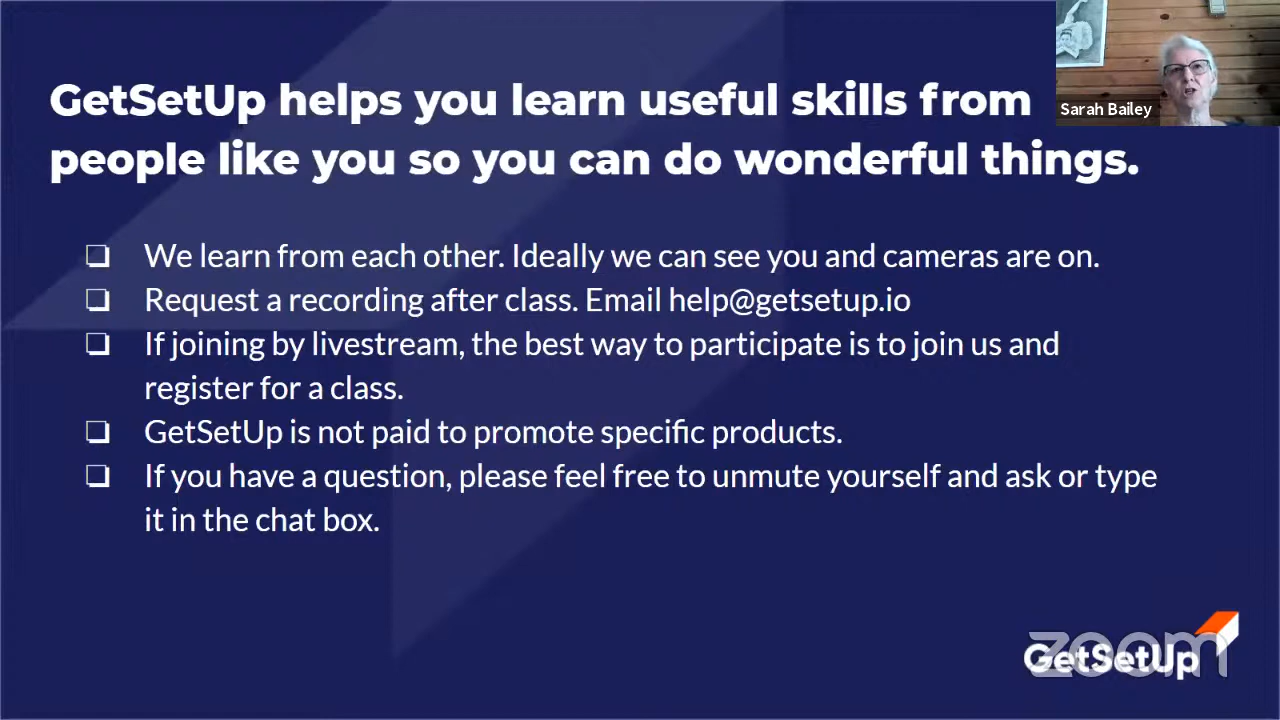 GetSetUp helps you learn useful skills from
people like you so you can do wonderful things.
Sarah Bailey
❏ We learn from each other. Ideally we can see you and cameras are on.
❏ Request a recording after class. Email help@getsetup.io
❏ If joining by livestream, the best way to participate is to join us and
register for a class.
❏ GetSetUp is not paid to promote specific products.
❏ If you have a question, please feel free to unmute yourself and ask or type
it in the chat box.
zoom
GetSetUp